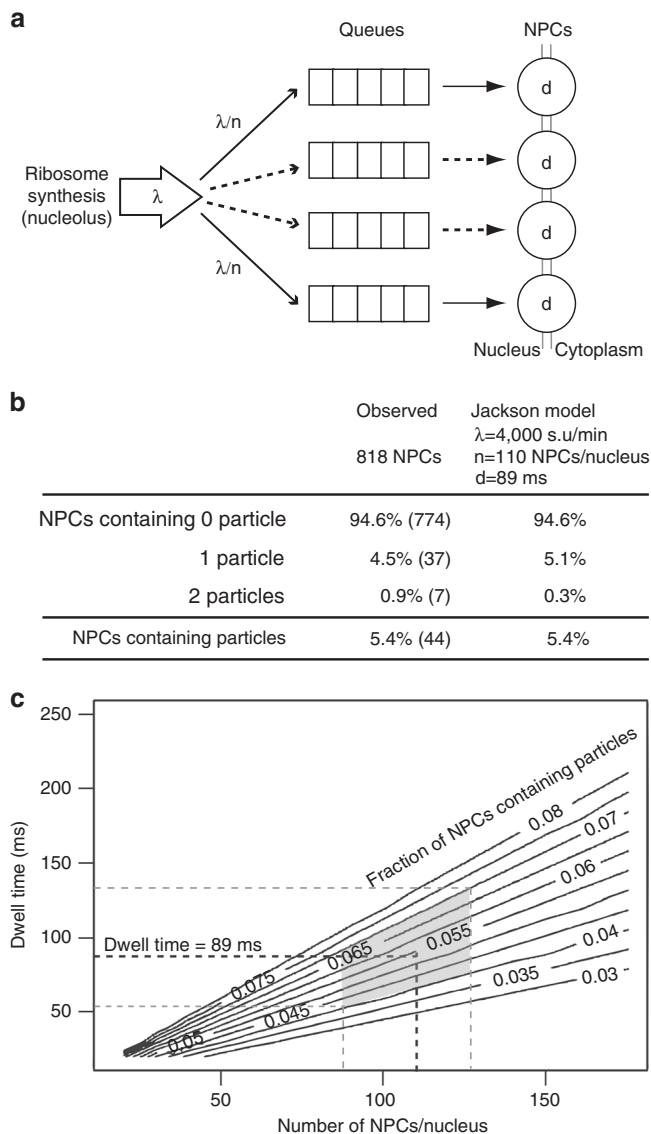 a
Queues
NPCs
λ/n
λ/n
Ribosome
synthesis
(nucleolus)
λ
d
d
d
d
Nucleus
Cytoplasm
b
Observed
Jackson model
λ=4,000 s.u/min
818 NPCs
n=110 NPCs/nucleus
d=89 ms
NPCs containing 0 particle 94.6% (774) 94.6%
1 particle 4.5% (37) 5.1%
2 particles 0.9% (7) 0.3%
NPCs containing particles 5.4% (44) 5.4%
c
250
200
150
100
50
Dwell time (ms)
Fraction of NPCs containing particles
Dwell time = 89 ms
0.08
0.07
0.06
0.055
0.065
0.075
0.04
0.035
0.03
0.045
0.05
50 100 150
Number of NPCs/nucleus